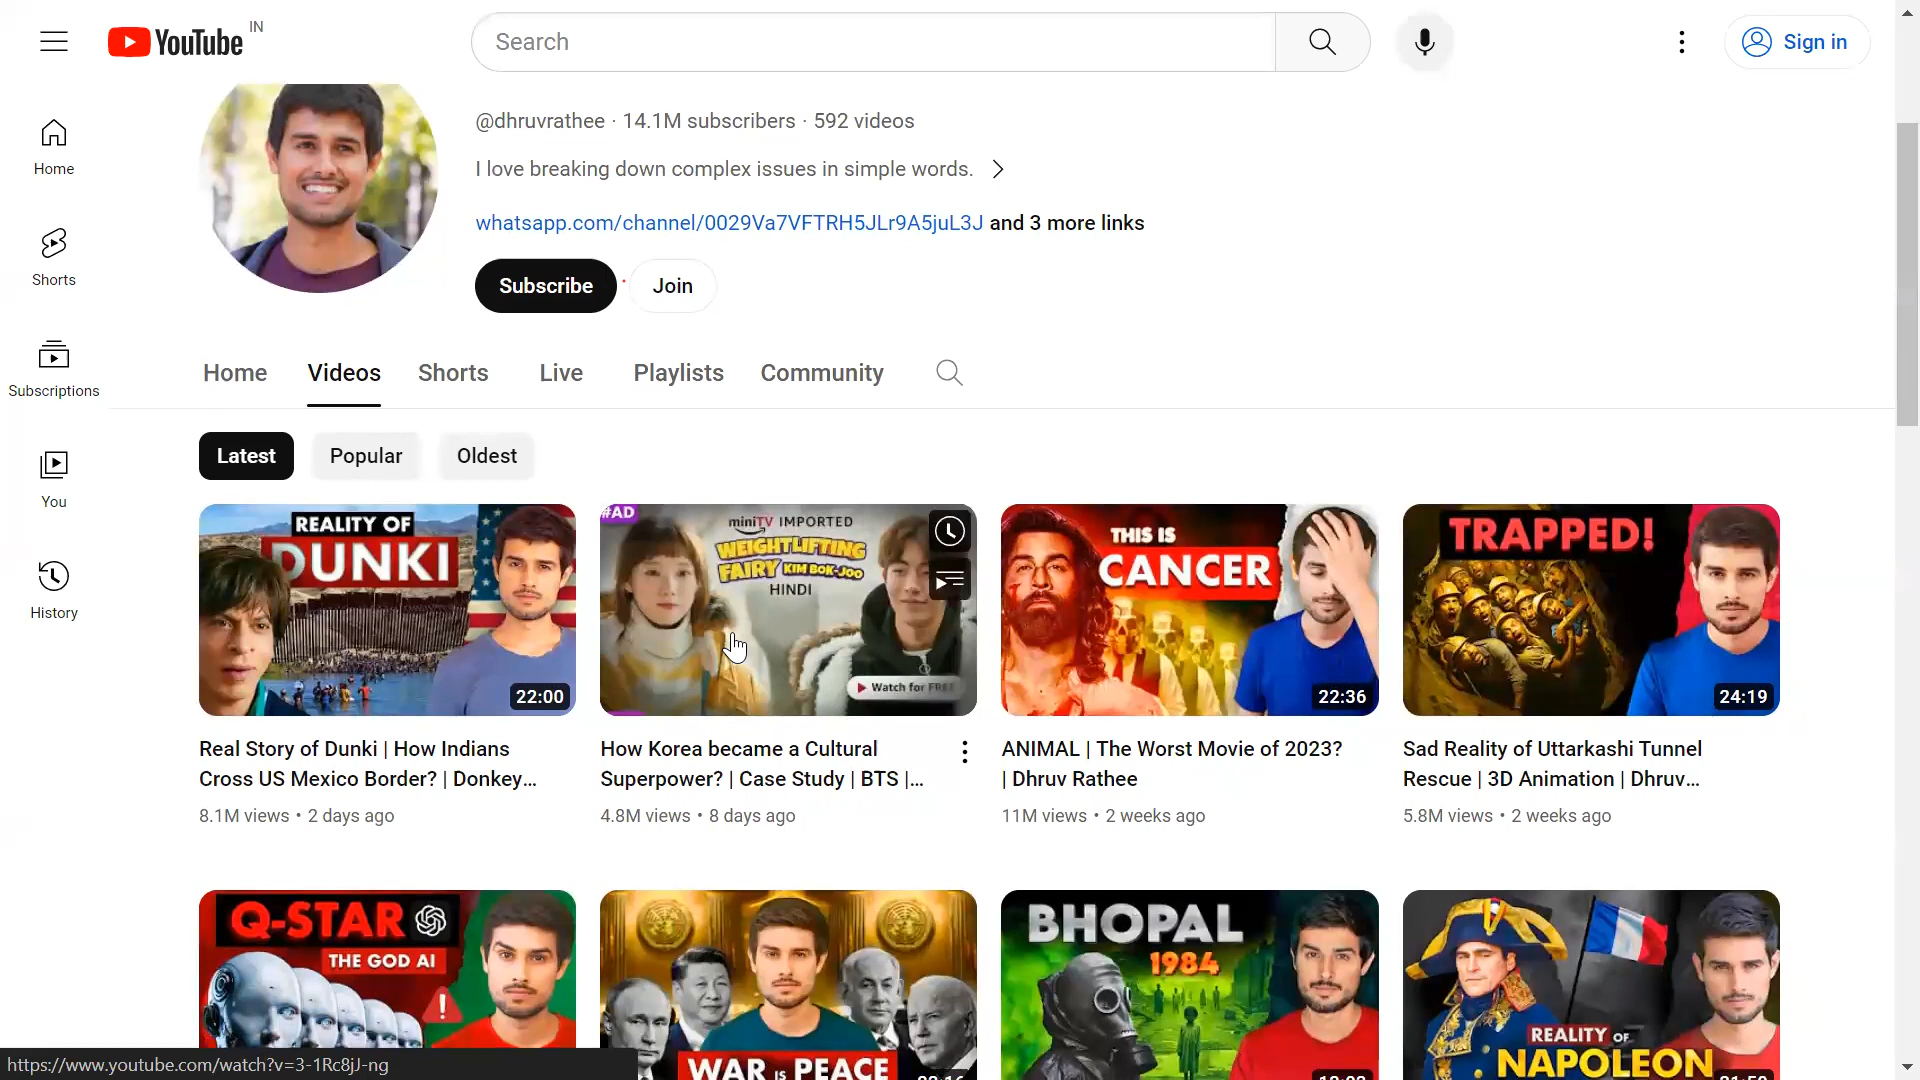 YouTube IN
Search
Sign in
@dhruvrathee · 14.1M subscribers · 592 videos
I love breaking down complex issues in simple words.
whatsapp.com/channel/0029Va7VFTRH5JLr9A5juL3J and 3 more links
Subscribe
Join
Home
Shorts
Subscriptions
You
History
Home Videos Shorts Live Playlists Community
Latest Popular Oldest
REALITY OF
DUNKI
22:00
#AD
miniTV IMPORTED
WEIGHTLIFTING
FAIRY KIM BOK-JOO
HINDI
Watch for FREE
THIS IS
CANCER
22:36
TRAPPED!
24:19
Real Story of Dunki | How Indians
Cross US Mexico Border? | Donkey...
8.1M views • 2 days ago
How Korea became a Cultural
Superpower? | Case Study | BTS |...
4.8M views • 8 days ago
ANIMAL | The Worst Movie of 2023?
| Dhruv Rathee
11M views • 2 weeks ago
Sad Reality of Uttarkashi Tunnel
Rescue | 3D Animation | Dhruv...
5.8M views • 2 weeks ago
Q-STAR
THE GOD AI
WAR IS PEACE
BHOPAL
1984
REALITY OF
NAPOLEON
https://www.youtube.com/watch?v=3-1Rc8jJ-ng